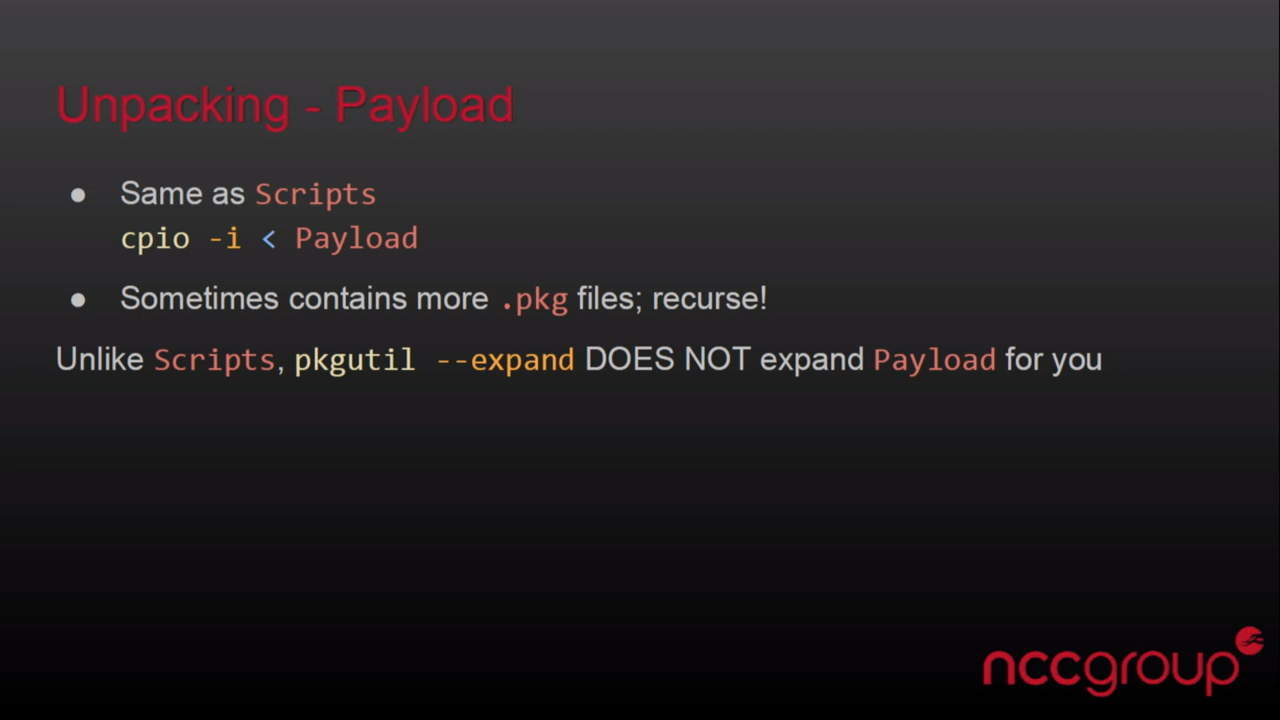 Unpacking - Payload
● Same as Scripts
cpio -i < Payload
● Sometimes contains more .pkg files; recurse!
Unlike Scripts, pkgutil --expand DOES NOT expand Payload for you
nccgroup